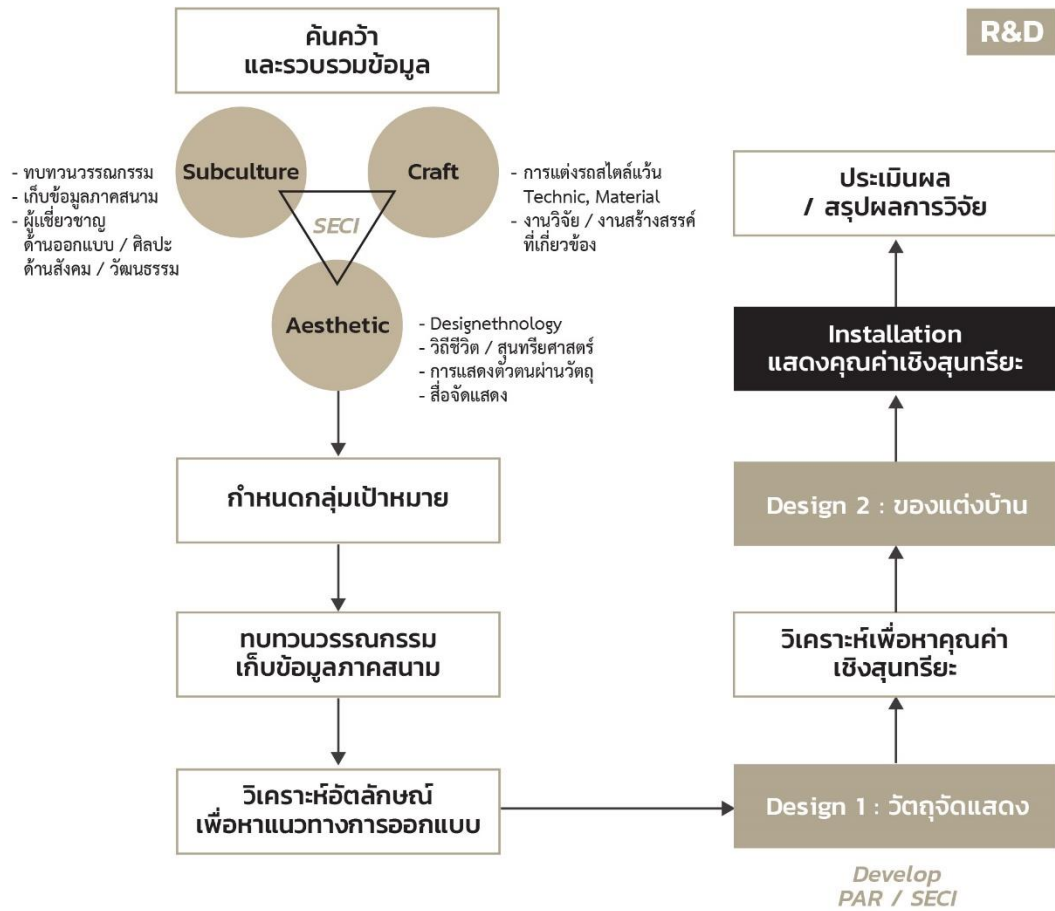 ค้นคว้า
และรวบรวมข้อมูล
R&D
Subculture
Craft
SECI
Aesthetic
- ทบทวนวรรณกรรม
- เก็บข้อมูลภาคสนาม
- ผู้เชี่ยวชาญ
ด้านออกแบบ / ศิลปะ
ด้านสังคม / วัฒนธรรม
- การแต่งรถสไตล์แว้น
Technic, Material
- งานวิจัย / งานสร้างสรรค์
ที่เกี่ยวข้อง
- Designethnology
- วิถีชีวิต / สุนทรียศาสตร์
- การแสดงตัวตนผ่านวัตถุ
- สื่อจัดแสดง
กำหนดกลุ่มเป้าหมาย
ทบทวนวรรณกรรม
เก็บข้อมูลภาคสนาม
วิเคราะห์อัตลักษณ์
เพื่อหาแนวทางการออกแบบ
Design 1 : วัตถุจัดแสดง
Develop
PAR / SECI
วิเคราะห์เพื่อหาคุณค่า
เชิงสุนทรียะ
Design 2 : ของแต่งบ้าน
Installation
แสดงคุณค่าเชิงสุนทรียะ
ประเมินผล
/ สรุปผลการวิจัย